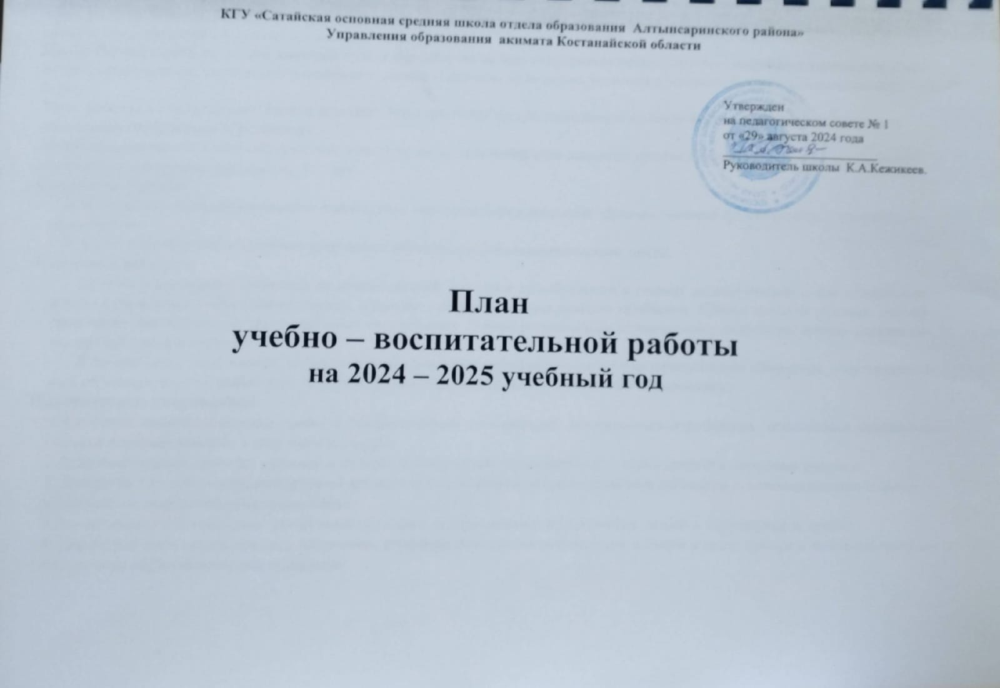 КГУ «Сатайская основная средняя школа отдела образования Алтынсаринского района»
Управления образования акимата Костанайской области
Утвержден
на педагогическом совете № 1
от «29» августа 2024 года
Руководитель школы К.А.Кежикеев.
План
учебно – воспитательной работы
на 2024 – 2025 учебный год